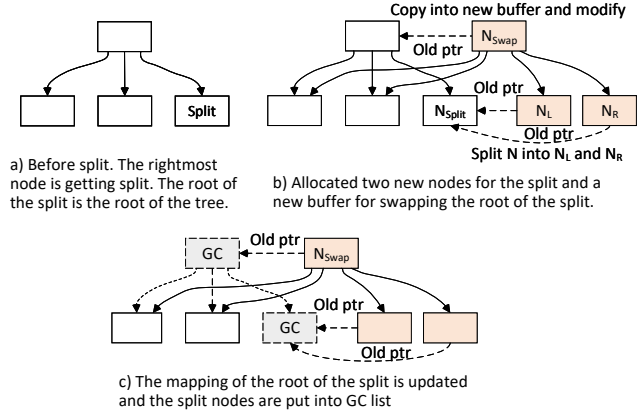 Split
a) Before split. The rightmost
node is getting split. The root of
the split is the root of the tree.
Copy into new buffer and modify
Old ptr
NSwap
Old ptr
NSplit
NL
NR
Old ptr
Split N into NL and NR
b) Allocated two new nodes for the split and a
new buffer for swapping the root of the split.
GC
Old ptr
NSwap
Old ptr
GC
Old ptr
c) The mapping of the root of the split is updated
and the split nodes are put into GC list